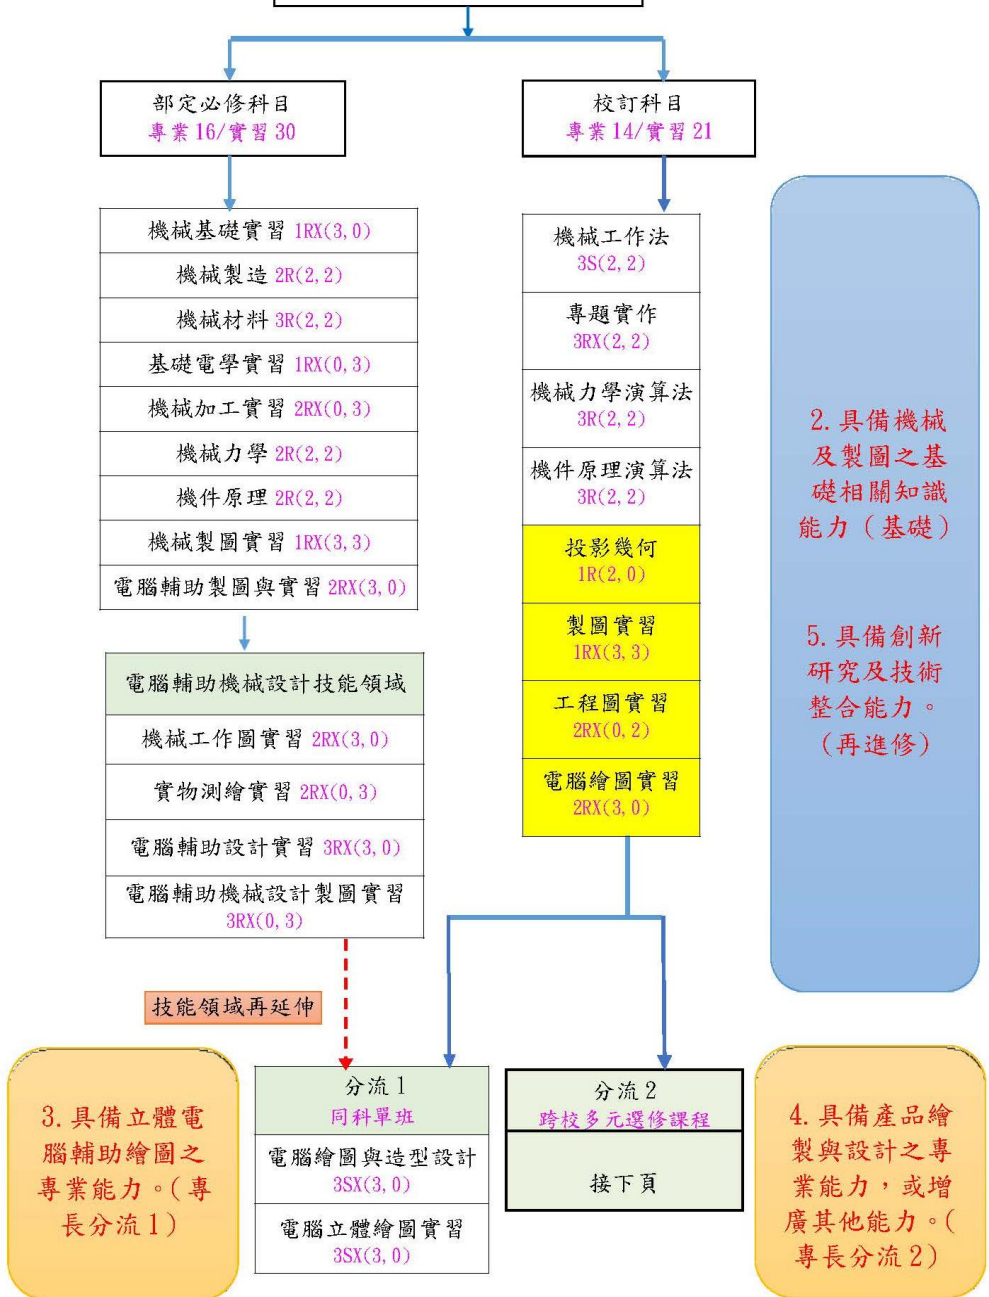 部定必修科目
專業16/實習30
校訂科目
專業14/實習21
機械基礎實習 1RX(3,0)
機械製造 2R(2,2)
機械材料 3R(2,2)
基礎電學實習 1RX(0,3)
機械加工實習 2RX(0,3)
機械力學 2R(2,2)
機件原理 2R(2,2)
機械製圖實習 1RX(3,3)
電腦輔助製圖與實習 2RX(3,0)
電腦輔助機械設計技能領域
機械工作圖實習 2RX(3,0)
實物測繪實習 2RX(0,3)
電腦輔助設計實習 3RX(3,0)
電腦輔助機械設計製圖實習
3RX(0,3)
機械工作法
3S(2,2)
專題實作
3RX(2,2)
機械力學演算法
3R(2,2)
機件原理演算法
3R(2,2)
投影幾何
1R(2,0)
製圖實習
1RX(3,3)
工程圖實習
2RX(0,2)
電腦繪圖實習
2RX(3,0)
2.具備機械
及製圖之基
礎相關知識
能力（基礎）
5.具備創新
研究及技術
整合能力。
(再進修)
技能領域再延伸
3.具備立體電
腦輔助繪圖之
專業能力。(專
長分流1)
分流1
同科單班
電腦繪圖與造型設計
3SX(3,0)
電腦立體繪圖實習
3SX(3,0)
分流2
跨校多元選修課程
接下頁
4.具備產品繪
製與設計之專
業能力，或增
廣其他能力。(
專長分流2)